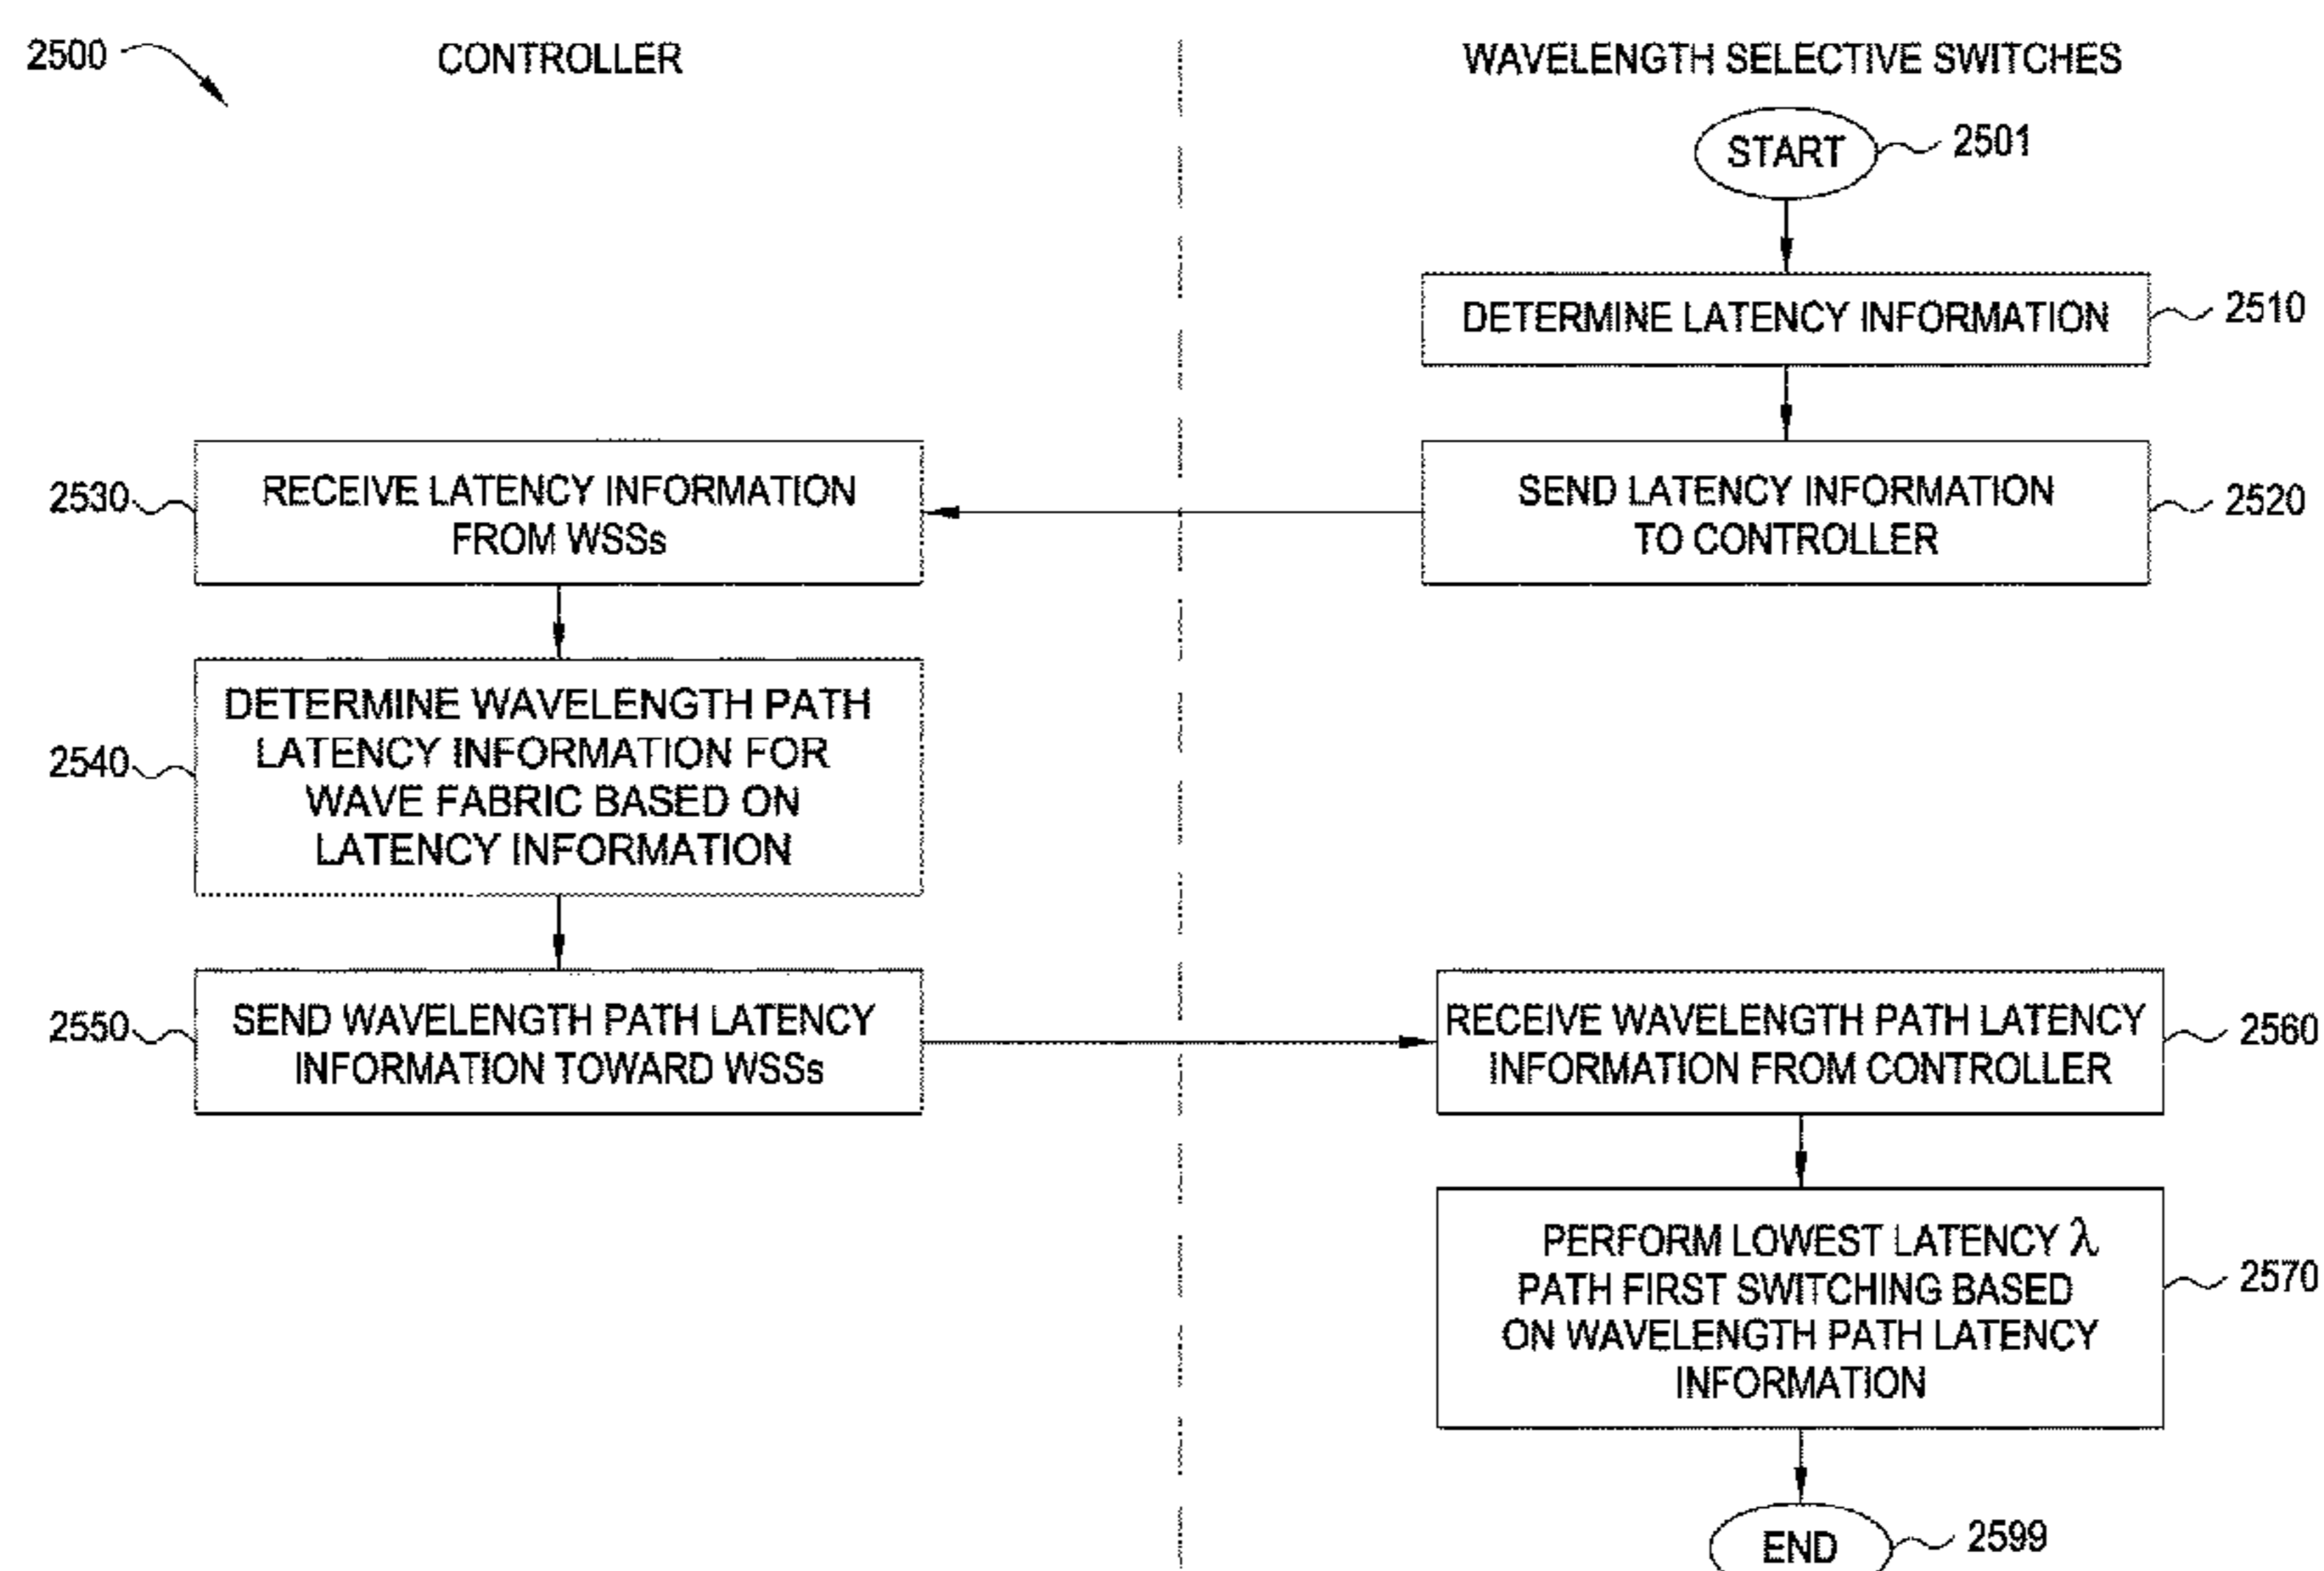 2500
CONTROLLER
WAVELENGTH SELECTIVE SWITCHES
START
2501
DETERMINE LATENCY INFORMATION
2510
SEND LATENCY INFORMATION
TO CONTROLLER
2520
2530
RECEIVE LATENCY INFORMATION
FROM WSSs
2540
DETERMINE WAVELENGTH PATH
LATENCY INFORMATION FOR
WAVE FABRIC BASED ON
LATENCY INFORMATION
2550
SEND WAVELENGTH PATH LATENCY
INFORMATION TOWARD WSSs
RECEIVE WAVELENGTH PATH LATENCY
INFORMATION FROM CONTROLLER
2560
PERFORM LOWEST LATENCY λ
PATH FIRST SWITCHING BASED
ON WAVELENGTH PATH LATENCY
INFORMATION
2570
END
2599